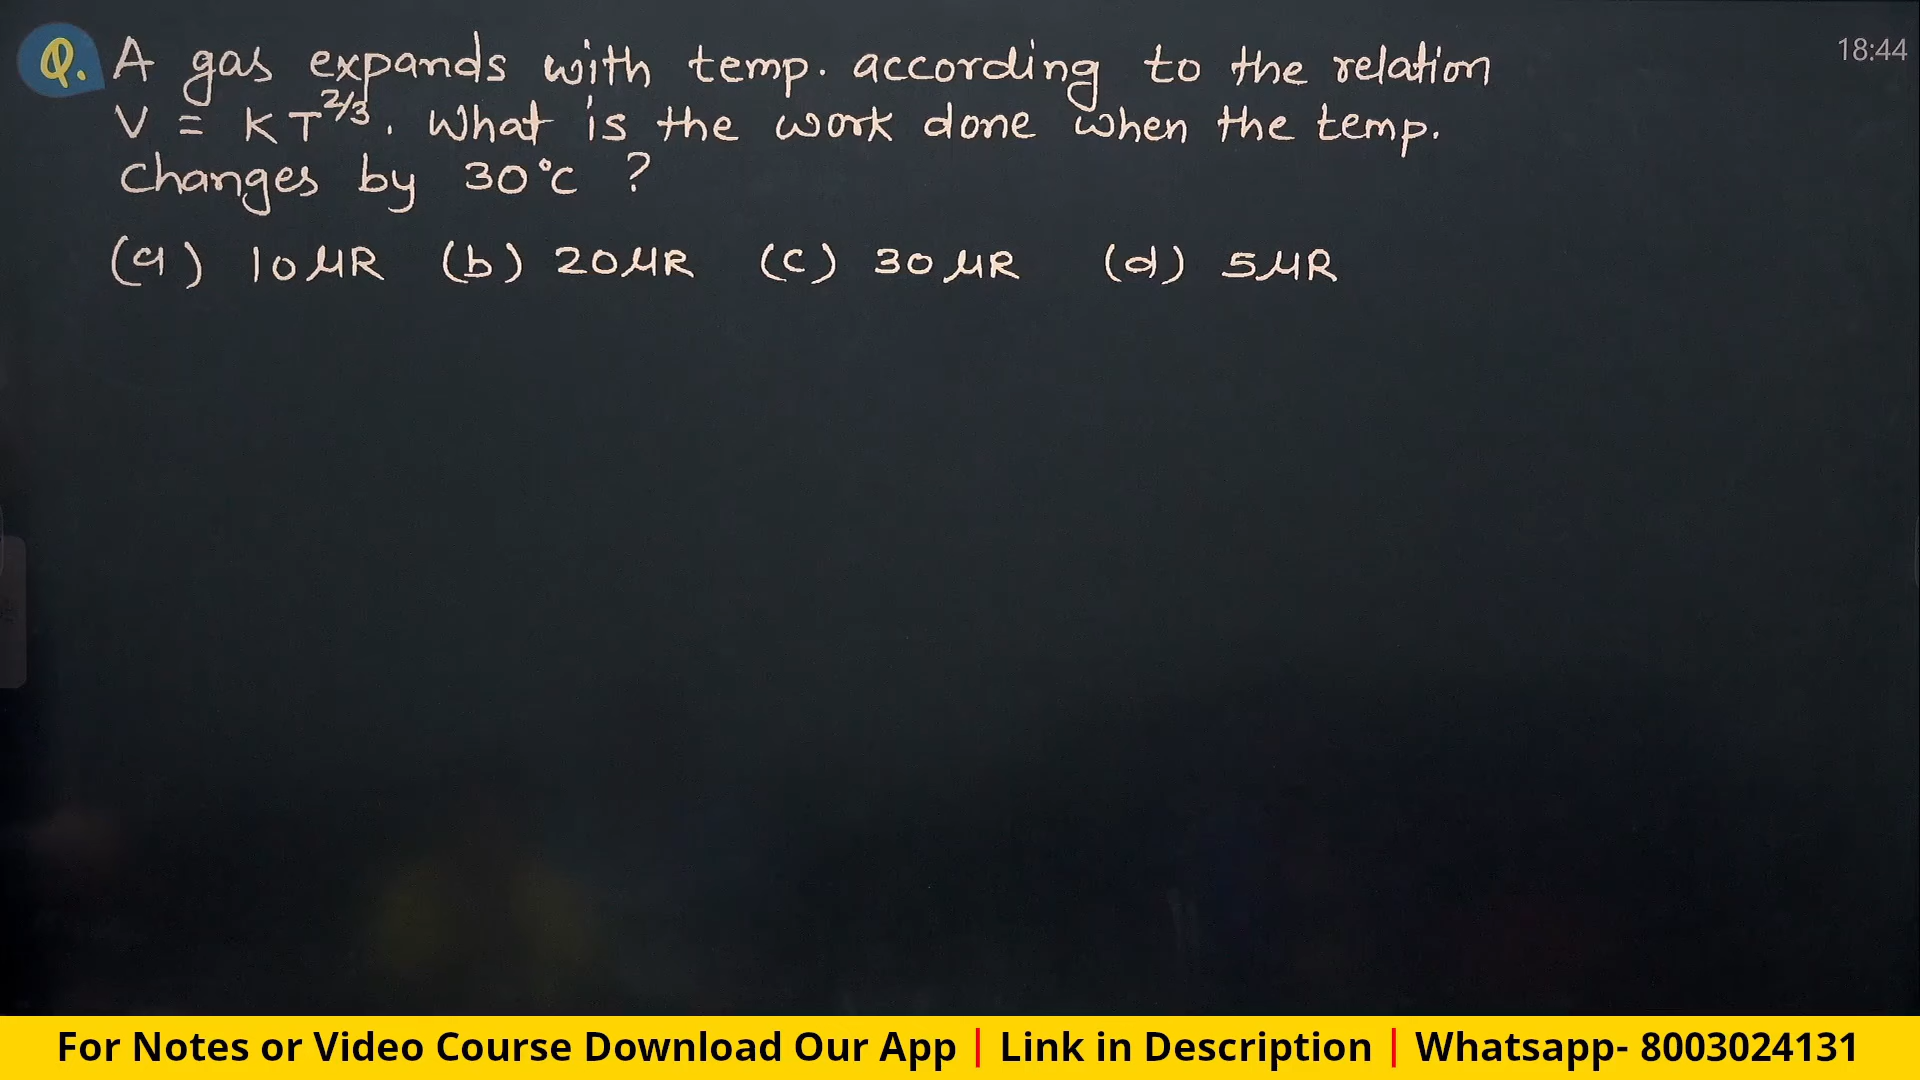 Q. A gas expands with temp. according to the relation
V = KT^2/3. What is the work done when the temp.
changes by 30°C ?
(a) 10μR (b) 20μR (c) 30μR (d) 5μR
18:44
For Notes or Video Course Download Our App | Link in Description | Whatsapp- 8003024131